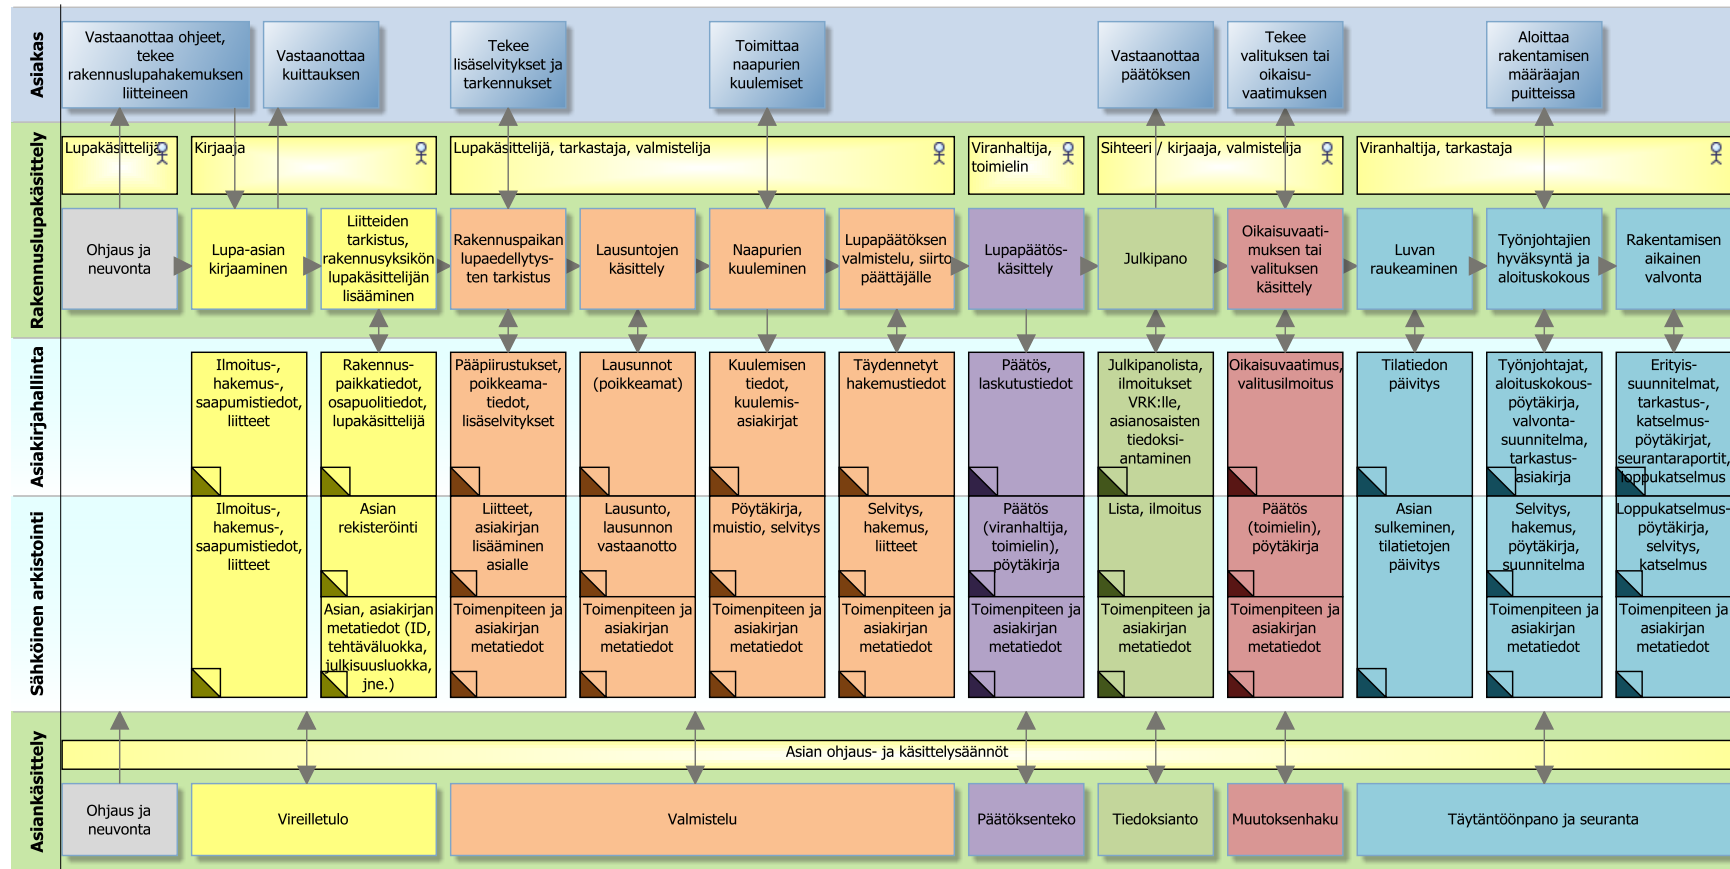 Asiakas
Vastaanottaa ohjeet,
tekee
rakennuslupahakemuksen
liitteineen
Vastaanottaa
kuittauksen
Tekee
lisäselvitykset ja
tarkennukset
Toimittaa
naapurien
kuulemiset
Vastaanottaa
päätöksen
Tekee
valituksen tai
oikaisu-
vaatimuksen
Aloittaa
rakentamisen
määräajan
puitteissa
Rakennuslupakäsittely
Lupakäsittelijä
Kirjaaja
Lupakäsittelijä, tarkastaja, valmistelija
Viranhaltija,
toimielin
Sihteeri / kirjaaja, valmistelija
Viranhaltija, tarkastaja
Ohjaus ja
neuvonta
Lupa-asian
kirjaaminen
Liitteiden
tarkistus,
rakennusyksikön
lupakäsittelijän
lisääminen
Rakennuspaikan
lupaedellytys-
ten tarkistus
Lausuntojen
käsittely
Naapurien
kuuleminen
Lupapäätöksen
valmistelu, siirto
päättäjälle
Lupapäätös-
käsittely
Julkipano
Oikaisuvaati-
muksen tai
valituksen
käsittely
Luvan
raukeaminen
Työnjohtajien
hyväksyntä ja
aloituskokous
Rakentamisen
aikainen
valvonta
Asiakirjahallinta
Ilmoitus-,
hakemus-,
saapumistiedot,
liitteet
Rakennus-
paikkatiedot,
osapuolitiedot,
lupakäsittelijä
Pääpiirustukset,
poikkeama-
tiedot,
lisäselvitykset
Lausunnot
(poikkeamat)
Kuulemisen
tiedot,
kuulemis-
asiakirjat
Täydennetyt
hakemustiedot
Päätös,
laskutustiedot
Julkipanolista,
ilmoitukset
VRK:lle,
asianosaisten
tiedoksi-
antaminen
Oikaisuvaatimus,
valitusilmoitus
Tilatiedon
päivitys
Työnjohtajat,
aloituskokous-
pöytäkirja,
valvonta-
suunnitelma,
tarkastus-
asiakirja
Erityis-
suunnitelmat,
tarkastus-,
katselmus-
pöytäkirjat,
seurantaraportit,
loppukatselmus
Sähköinen arkistointi
Ilmoitus-,
hakemus-,
saapumistiedot,
liitteet
Asian
rekisteröinti
Liitteet,
asiakirjan
lisääminen
asialle
Lausunto,
lausunnon
vastaanotto
Pöytäkirja,
muistio, selvitys
Selvitys,
hakemus,
liitteet
Päätös
(viranhaltija,
toimielin),
pöytäkirja
Lista, ilmoitus
Päätös
(toimielin),
pöytäkirja
Asian
sulkeminen,
tilatietojen
päivitys
Selvitys,
hakemus,
pöytäkirja,
suunnitelma
Loppukatselmus-
pöytäkirja,
selvitys,
katselmus
Asian, asiakirjan
metatiedot (ID,
tehtäväluokka,
julkisuusluokka,
jne.)
Toimenpiteen ja
asiakirjan
metatiedot
Toimenpiteen ja
asiakirjan
metatiedot
Toimenpiteen ja
asiakirjan
metatiedot
Toimenpiteen ja
asiakirjan
metatiedot
Toimenpiteen ja
asiakirjan
metatiedot
Toimenpiteen ja
asiakirjan
metatiedot
Toimenpiteen ja
asiakirjan
metatiedot
Toimenpiteen ja
asiakirjan
metatiedot
Toimenpiteen ja
asiakirjan
metatiedot
Asiankäsittely
Asian ohjaus- ja käsittelysäännöt
Ohjaus ja
neuvonta
Vireilletulo
Valmistelu
Päätöksenteko
Tiedoksianto
Muutoksenhaku
Täytäntöönpano ja seuranta